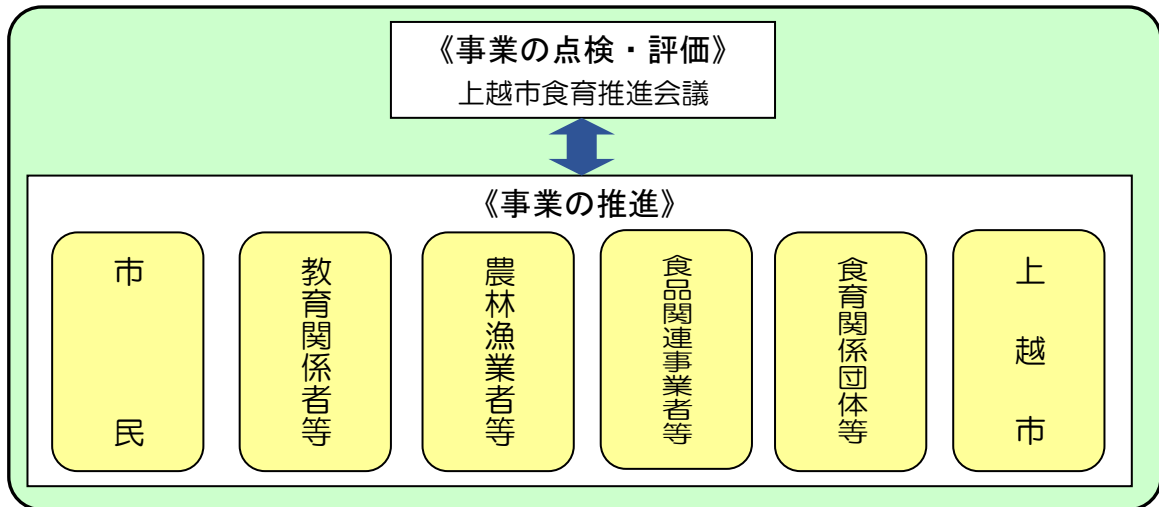 《事業の点検・評価》
上越市食育推進会議
《事業の推進》
市民
教育関係者等
農林漁業者等
食品関連事業者等
食育関係団体等
上越市